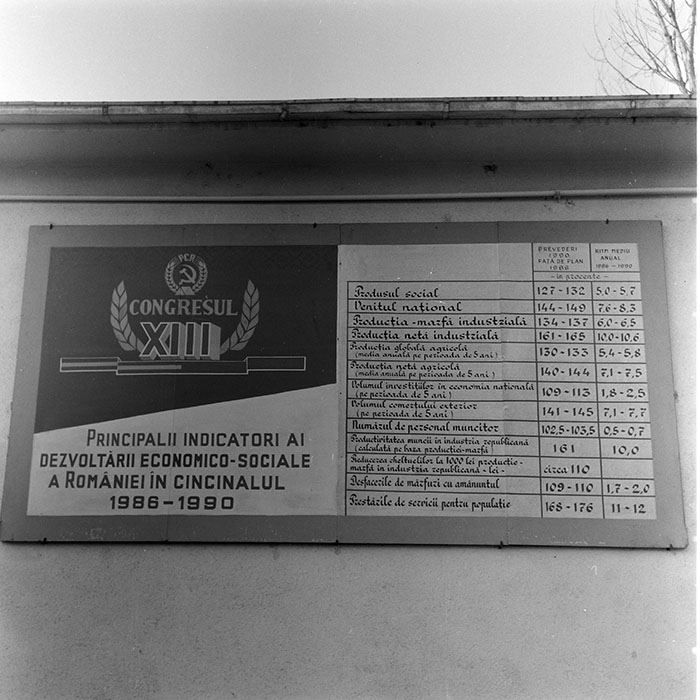 PCR
CONGRESUL
XIII
PRINCIPALII INDICATORI AI
DEZVOLTĂRII ECONOMICO-SOCIALE
A ROMÂNIEI ÎN CINCINALUL
1986-1990
PREVEDERI
1990
FAȚĂ DE PLAN
RITM MEDIU
ANUAL
1986-1990
- în procente -
Produsul social 127-132 5,0-5,7
Venitul național 144-149 7,6-8,3
Producția-marfă industrială 134-137 6,0-6,5
Producția netă industrială 161-165 10,0-10,6
Producția globală agricolă
(media anuală pe perioada de 5 ani) 130-133 5,4-5,8
Producția netă agricolă
(media anuală pe perioada de 5 ani) 140-144 7,1-7,5
Volumul investițiilor în economia națională
(pe perioada de 5 ani) 109-113 1,8-2,5
Volumul comerțului exterior
(pe perioada de 5 ani) 141-145 7,1-7,7
Numărul de personal muncitor 102,5-103,5 0,5-0,7
Productivitatea muncii în industria republicană
(calculată pe baza producției-marfă) 161 10,0
Reducerea cheltuelilor la 1000 lei producție-
marfă în industria republicană -lei- circa 110
Desfacerile de mărfuri cu amănuntul 109-110 1,7-2,0
Prestările de servicii pentru populație 168-176 11-12